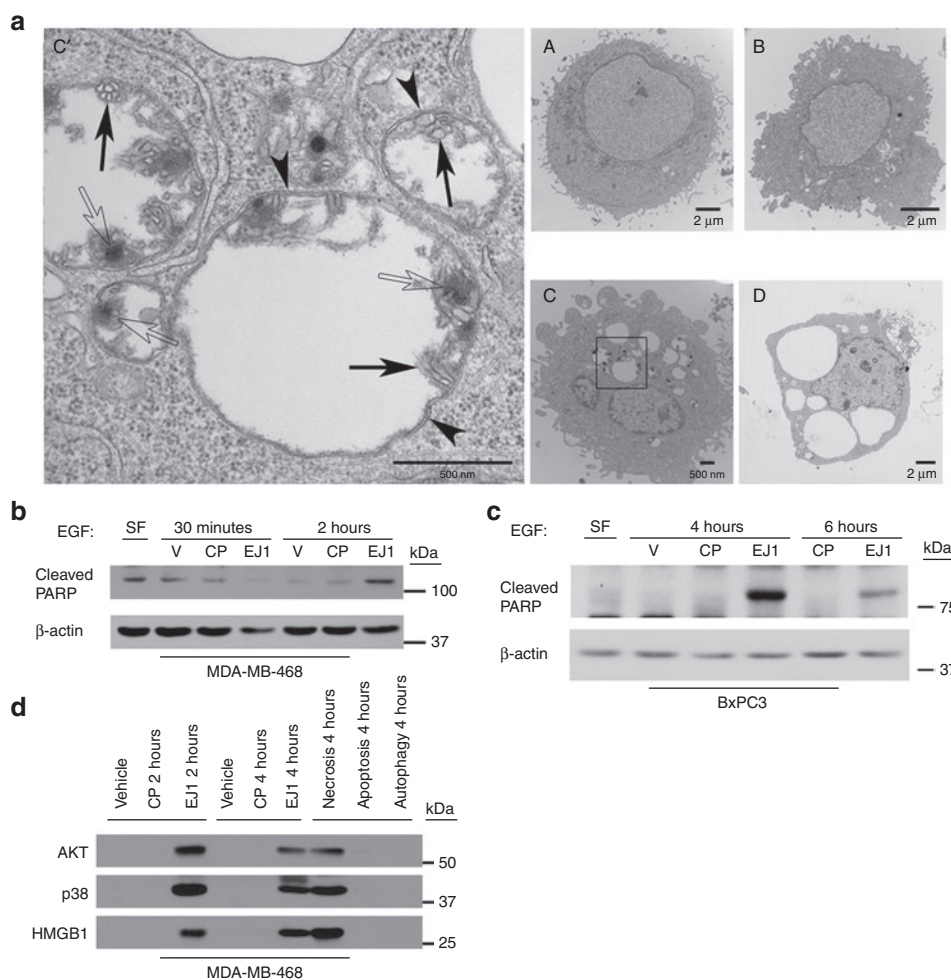 a
C′
500 nm
A
2 μm
B
2 μm
C
500 nm
D
2 μm
b
EGF: SF 30 minutes 2 hours
V CP EJ1 V CP EJ1 kDa
Cleaved
PARP
100
β-actin
37
MDA-MB-468
c
EGF: SF 4 hours 6 hours
V CP EJ1 CP EJ1 kDa
Cleaved
PARP
75
β-actin
37
BxPC3
d
Vehicle
CP 2 hours
EJ1 2 hours
Vehicle
CP 4 hours
EJ1 4 hours
Necrosis 4 hours
Apoptosis 4 hours
Autophagy 4 hours
kDa
AKT
50
p38
37
HMGB1
25
MDA-MB-468